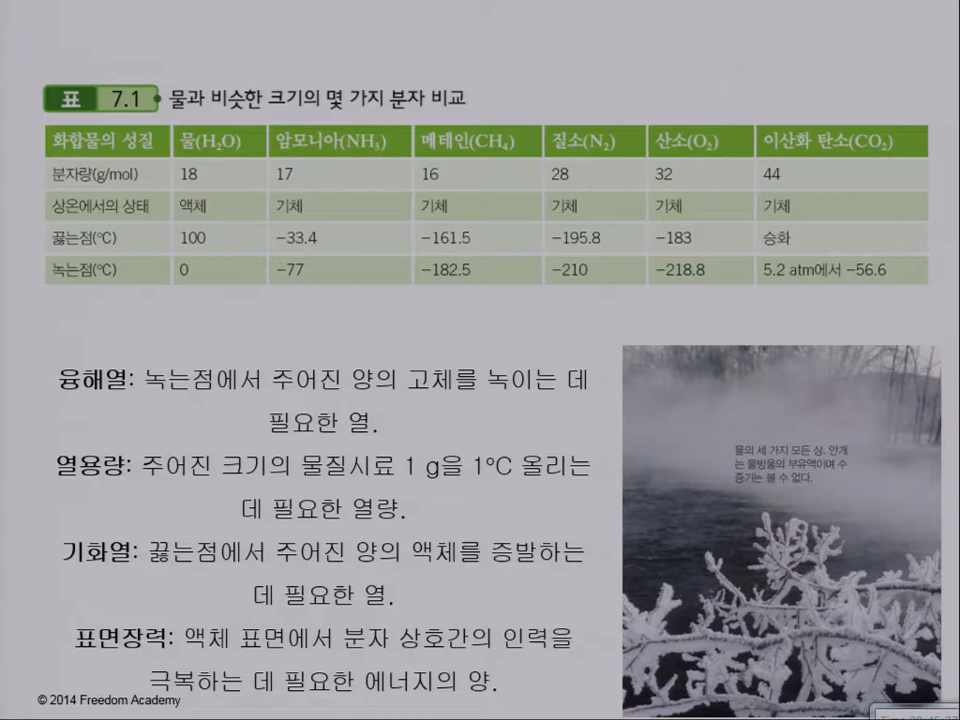 표 7.1 물과 비슷한 크기의 몇 가지 분자 비교
화합물의 성질 물(H₂O) 암모니아(NH₃) 메테인(CH₄) 질소(N₂) 산소(O₂) 이산화 탄소(CO₂)
분자량(g/mol) 18 17 16 28 32 44
상온에서의 상태 액체 기체 기체 기체 기체 기체
끓는점(℃) 100 −33.4 −161.5 −195.8 −183 승화
녹는점(℃) 0 −77 −182.5 −210 −218.8 5.2 atm에서 −56.6
융해열: 녹는점에서 주어진 양의 고체를 녹이는 데
필요한 열.
열용량: 주어진 크기의 물질시료 1 g을 1℃ 올리는
데 필요한 열량.
기화열: 끓는점에서 주어진 양의 액체를 증발하는
데 필요한 열.
표면장력: 액체 표면에서 분자 상호간의 인력을
극복하는 데 필요한 에너지의 양.
물의 세 가지 모든 상. 안개
는 물방울의 부유액이며 수
증기는 볼 수 없다.
© 2014 Freedom Academy